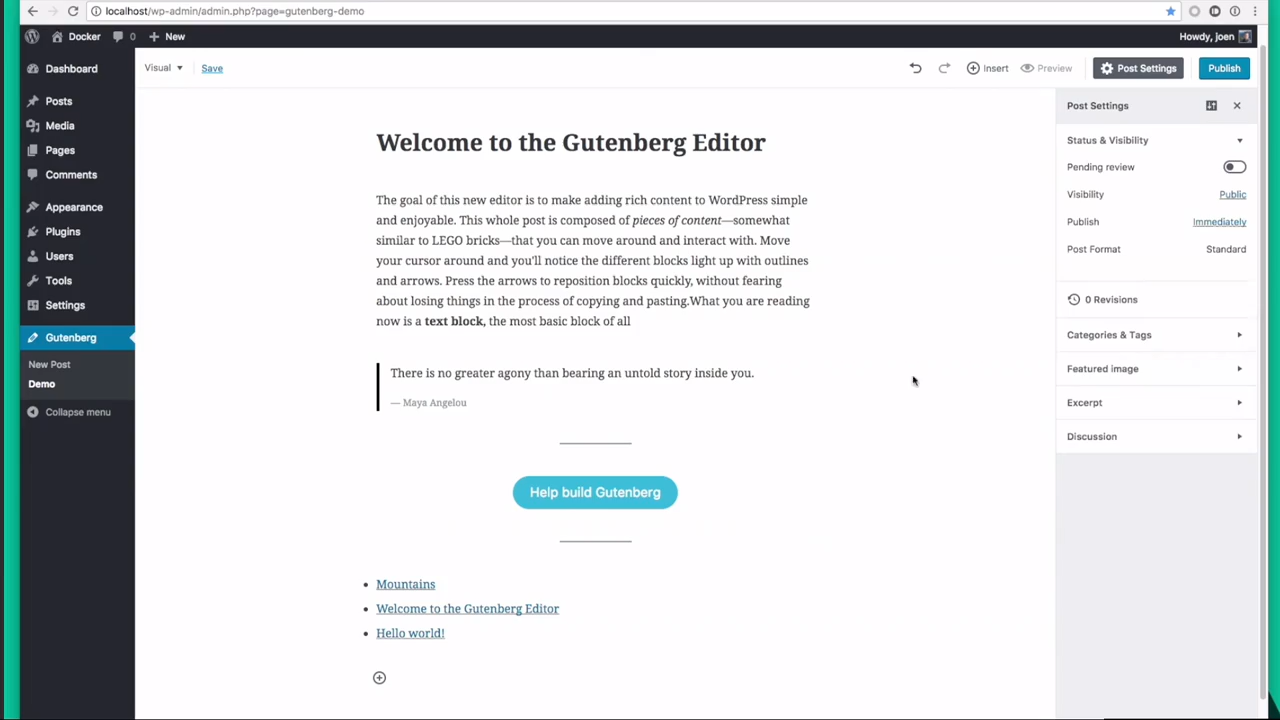 localhost/wp-admin/admin.php?page=gutenberg-demo
Docker 0 New Howdy, joen
Dashboard
Posts
Media
Pages
Comments
Appearance
Plugins
Users
Tools
Settings
Gutenberg
New Post
Demo
Collapse menu
Visual Save Insert Preview Post Settings Publish
Welcome to the Gutenberg Editor
The goal of this new editor is to make adding rich content to WordPress simple
and enjoyable. This whole post is composed of pieces of content—somewhat
similar to LEGO bricks—that you can move around and interact with. Move
your cursor around and you'll notice the different blocks light up with outlines
and arrows. Press the arrows to reposition blocks quickly, without fearing
about losing things in the process of copying and pasting.What you are reading
now is a text block, the most basic block of all
There is no greater agony than bearing an untold story inside you.
— Maya Angelou
Help build Gutenberg
Mountains
Welcome to the Gutenberg Editor
Hello world!
Post Settings
Status & Visibility
Pending review
Visibility Public
Publish Immediately
Post Format Standard
0 Revisions
Categories & Tags
Featured image
Excerpt
Discussion